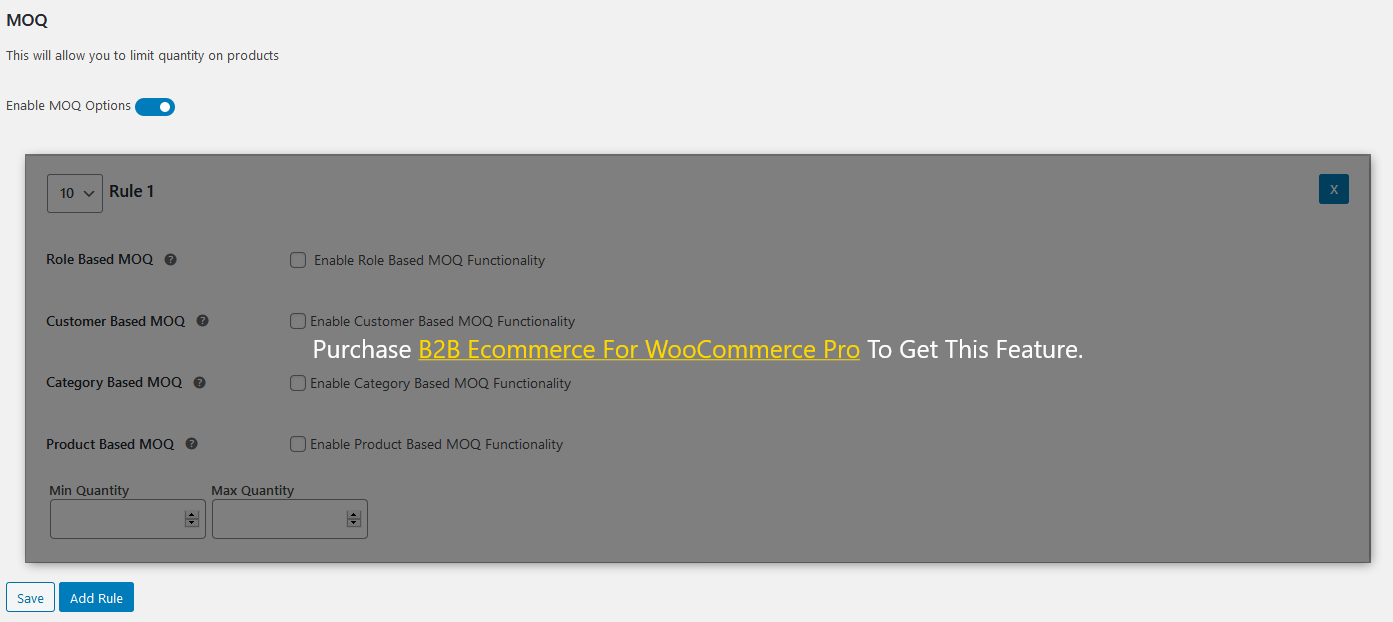 MOQ
This will allow you to limit quantity on products
Enable MOQ Options
10 Rule 1 X
Role Based MOQ ? Enable Role Based MOQ Functionality
Customer Based MOQ ? Enable Customer Based MOQ Functionality
Purchase B2B Ecommerce For WooCommerce Pro To Get This Feature.
Category Based MOQ ? Enable Category Based MOQ Functionality
Product Based MOQ ? Enable Product Based MOQ Functionality
Min Quantity Max Quantity
Save Add Rule